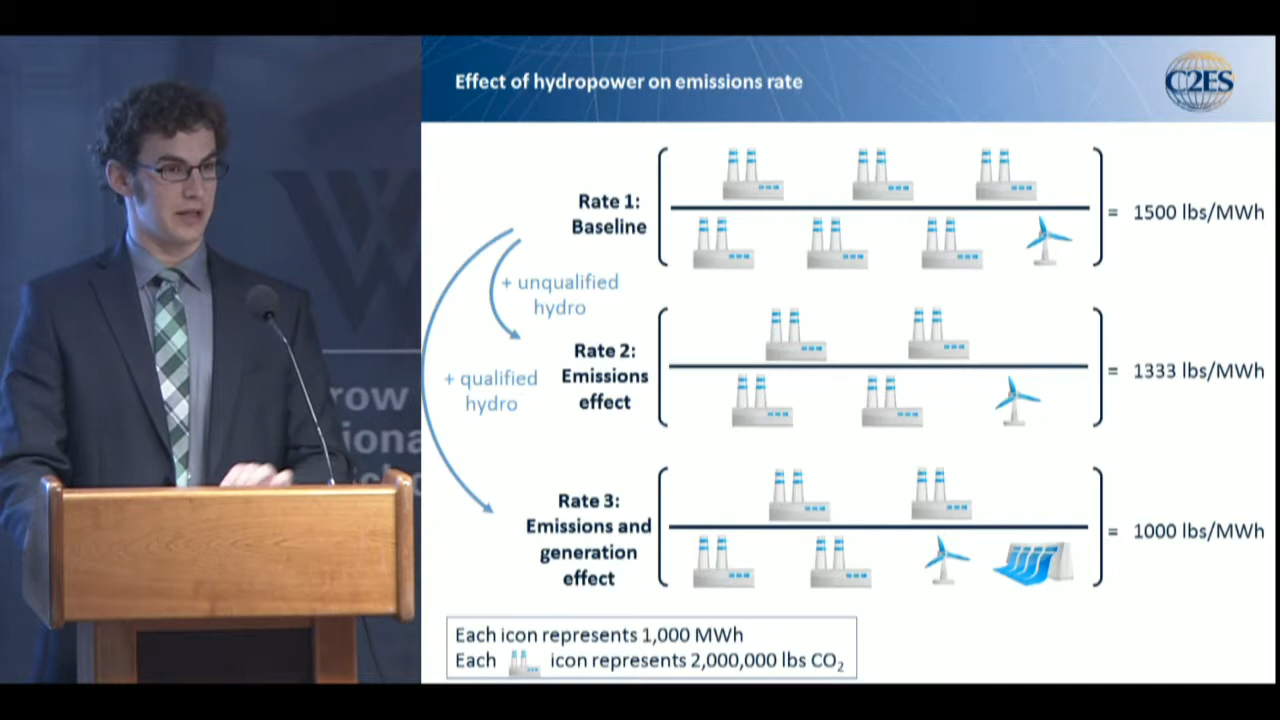 Effect of hydropower on emissions rate
C2ES
Rate 1:
Baseline
= 1500 lbs/MWh
+ unqualified
hydro
Rate 2:
Emissions
effect
= 1333 lbs/MWh
+ qualified
hydro
Rate 3:
Emissions and
generation
effect
= 1000 lbs/MWh
Each icon represents 1,000 MWh
Each icon represents 2,000,000 lbs CO₂
W
row
iona